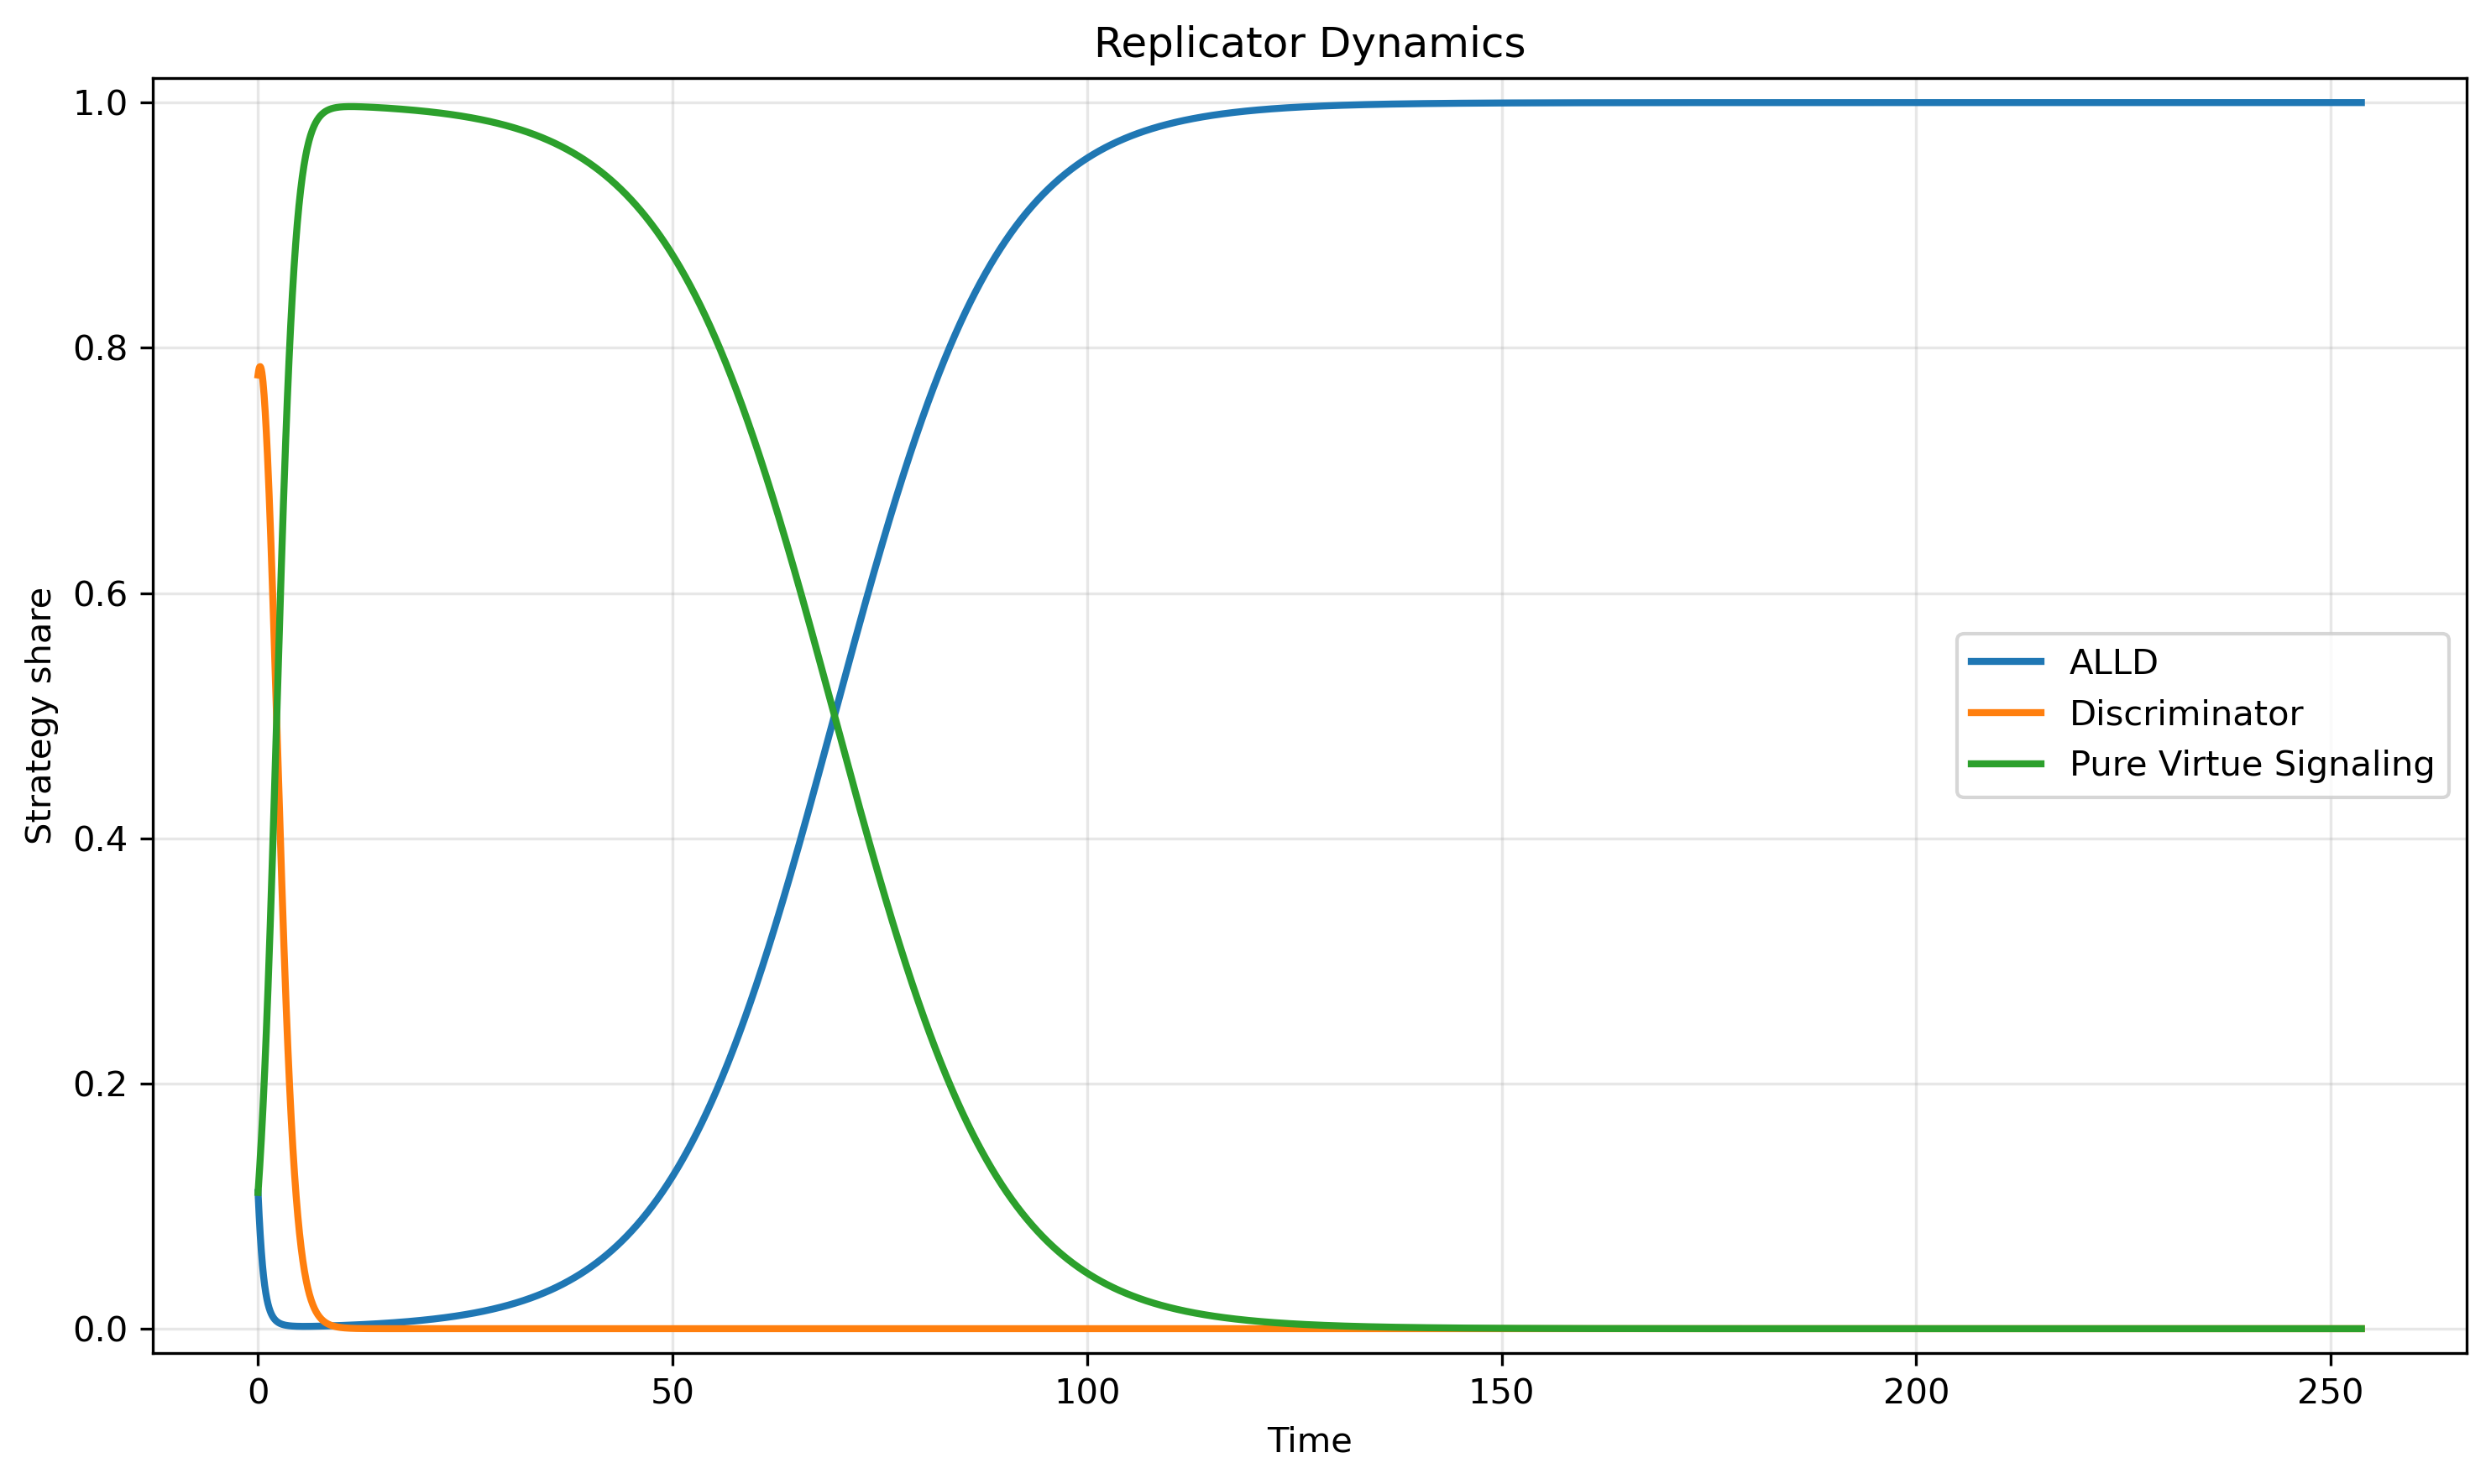 Replicator Dynamics
Strategy share
1.0
0.8
0.6
0.4
0.2
0.0
ALLD
Discriminator
Pure Virtue Signaling
0 50 100 150 200 250
Time